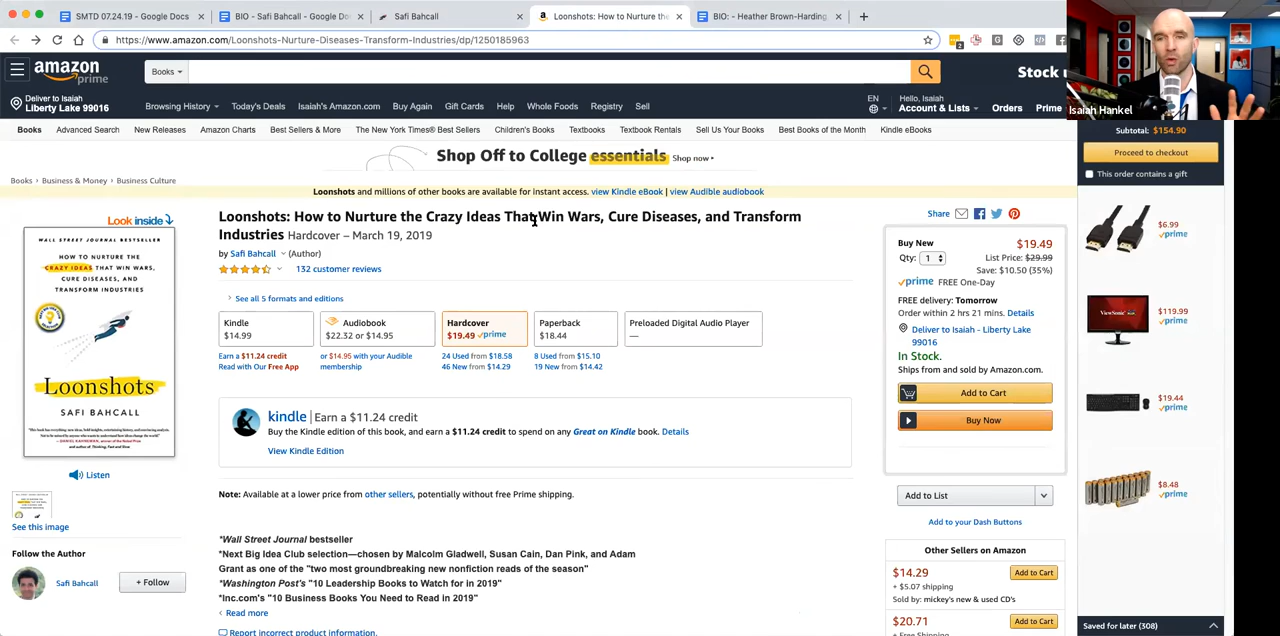 SMTD 07.24.19 - Google Docs
BIO - Safi Bahcall - Google Do
Safi Bahcall
Loonshots: How to Nurture the
BIO: - Heather Brown-Harding,
https://www.amazon.com/Loonshots-Nurture-Diseases-Transform-Industries/dp/1250185963
amazon
prime
Books
Stock
Isaiah Hankel
Deliver to Isaiah
Liberty Lake 99016
Browsing History
Today's Deals
Isaiah's Amazon.com
Buy Again
Gift Cards
Help
Whole Foods
Registry
Sell
EN
Hello, Isaiah
Account & Lists
Orders
Prime
Books
Advanced Search
New Releases
Amazon Charts
Best Sellers & More
The New York Times® Best Sellers
Children's Books
Textbooks
Textbook Rentals
Sell Us Your Books
Best Books of the Month
Kindle eBooks
Subtotal: $154.90
Proceed to checkout
This order contains a gift
Shop Off to College essentials Shop now
Books › Business & Money › Business Culture
Loonshots and millions of other books are available for instant access. view Kindle eBook | view Audible audiobook
Look inside
WALL STREET JOURNAL BESTSELLER
HOW TO NURTURE THE
CRAZY IDEAS THAT WIN WARS,
CURE DISEASES, AND
TRANSFORM INDUSTRIES
Loonshots
SAFI BAHCALL
Listen
See this image
Follow the Author
Safi Bahcall
+ Follow
Loonshots: How to Nurture the Crazy Ideas That Win Wars, Cure Diseases, and Transform
Industries Hardcover – March 19, 2019
by Safi Bahcall (Author)
132 customer reviews
See all 5 formats and editions
Kindle
$14.99
Audiobook
$22.32 or $14.95
Hardcover
$19.49 prime
Paperback
$18.44
Preloaded Digital Audio Player
—
Earn a $11.24 credit
Read with Our Free App
or $14.95 with your Audible
membership
24 Used from $18.58
46 New from $14.29
8 Used from $15.10
19 New from $14.42
kindle | Earn a $11.24 credit
Buy the Kindle edition of this book, and earn a $11.24 credit to spend on any Great on Kindle book. Details
View Kindle Edition
Note: Available at a lower price from other sellers, potentially without free Prime shipping.
*Wall Street Journal bestseller
*Next Big Idea Club selection—chosen by Malcolm Gladwell, Susan Cain, Dan Pink, and Adam
Grant as one of the "two most groundbreaking new nonfiction reads of the season"
*Washington Post's "10 Leadership Books to Watch for in 2019"
*Inc.com's "10 Business Books You Need to Read in 2019"
Read more
Report incorrect product information.
Share
Buy New
$19.49
Qty: 1
List Price: $29.99
Save: $10.50 (35%)
prime FREE One-Day
FREE delivery: Tomorrow
Order within 2 hrs 21 mins. Details
Deliver to Isaiah - Liberty Lake
99016
In Stock.
Ships from and sold by Amazon.com.
Add to Cart
Buy Now
Add to List
Add to your Dash Buttons
Other Sellers on Amazon
$14.29
Add to Cart
+ $5.07 shipping
Sold by: mickey's new & used CD's
$20.71
Add to Cart
+ Free Shipping
$6.99
prime
ViewSonic
$119.99
prime
$19.44
prime
$8.48
prime
Saved for later (308)